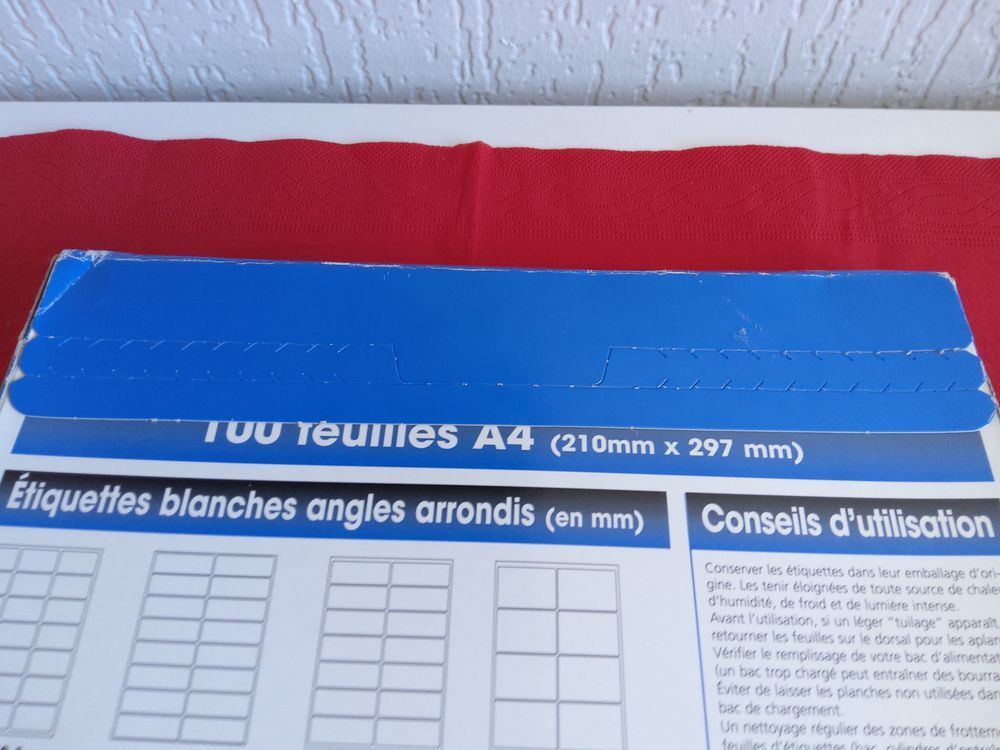 100 feuilles A4 (210mm x 297 mm)
Étiquettes blanches angles arrondis (en mm)
Conseils d'utilisation
Conserver les étiquettes dans leur emballage d'ori-
gine. Les tenir éloignées de toute source de
d'humidité, de froid et de lumière intense.
Avant l'utilisation, si un léger "tuilage" apparaît,
retourner les feuilles sur le dorsal pour les
Vérifier le remplissage de votre bac
(un bac trop chargé peut entraîner des
Éviter de laisser les planches non utilisées
bac de chargement.
Un nettoyage régulier des zones de
feuilles d'étiquettes (bac,